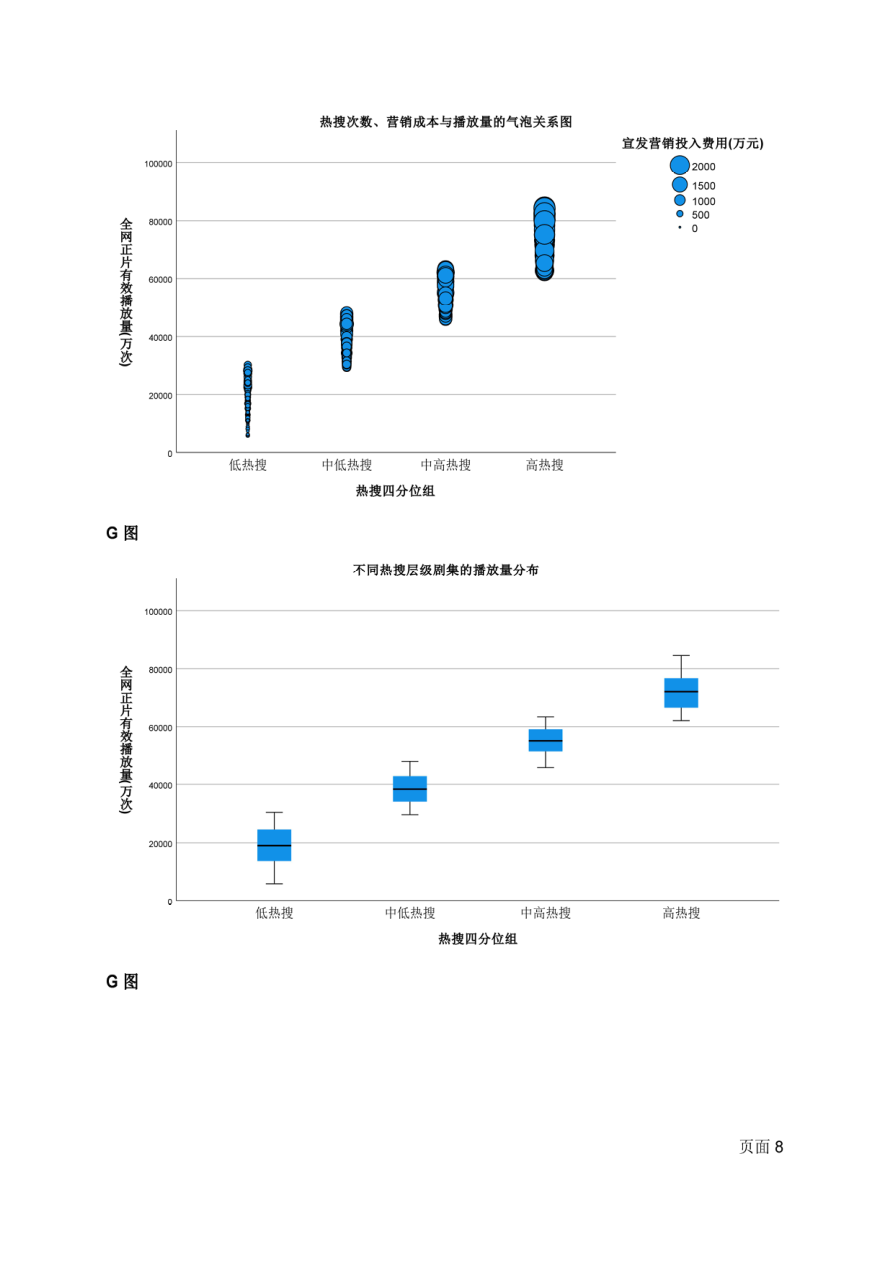 热搜次数、营销成本与播放量的气泡关系图
宣发营销投入费用(万元)
2000
1500
1000
500
0
全网正片有效播放量(万次)
100000
80000
60000
40000
20000
0
低热搜 中低热搜 中高热搜 高热搜
热搜四分位组
G 图
不同热搜层级剧集的播放量分布
全网正片有效播放量(万次)
100000
80000
60000
40000
20000
0
低热搜 中低热搜 中高热搜 高热搜
热搜四分位组
G 图
页面 8